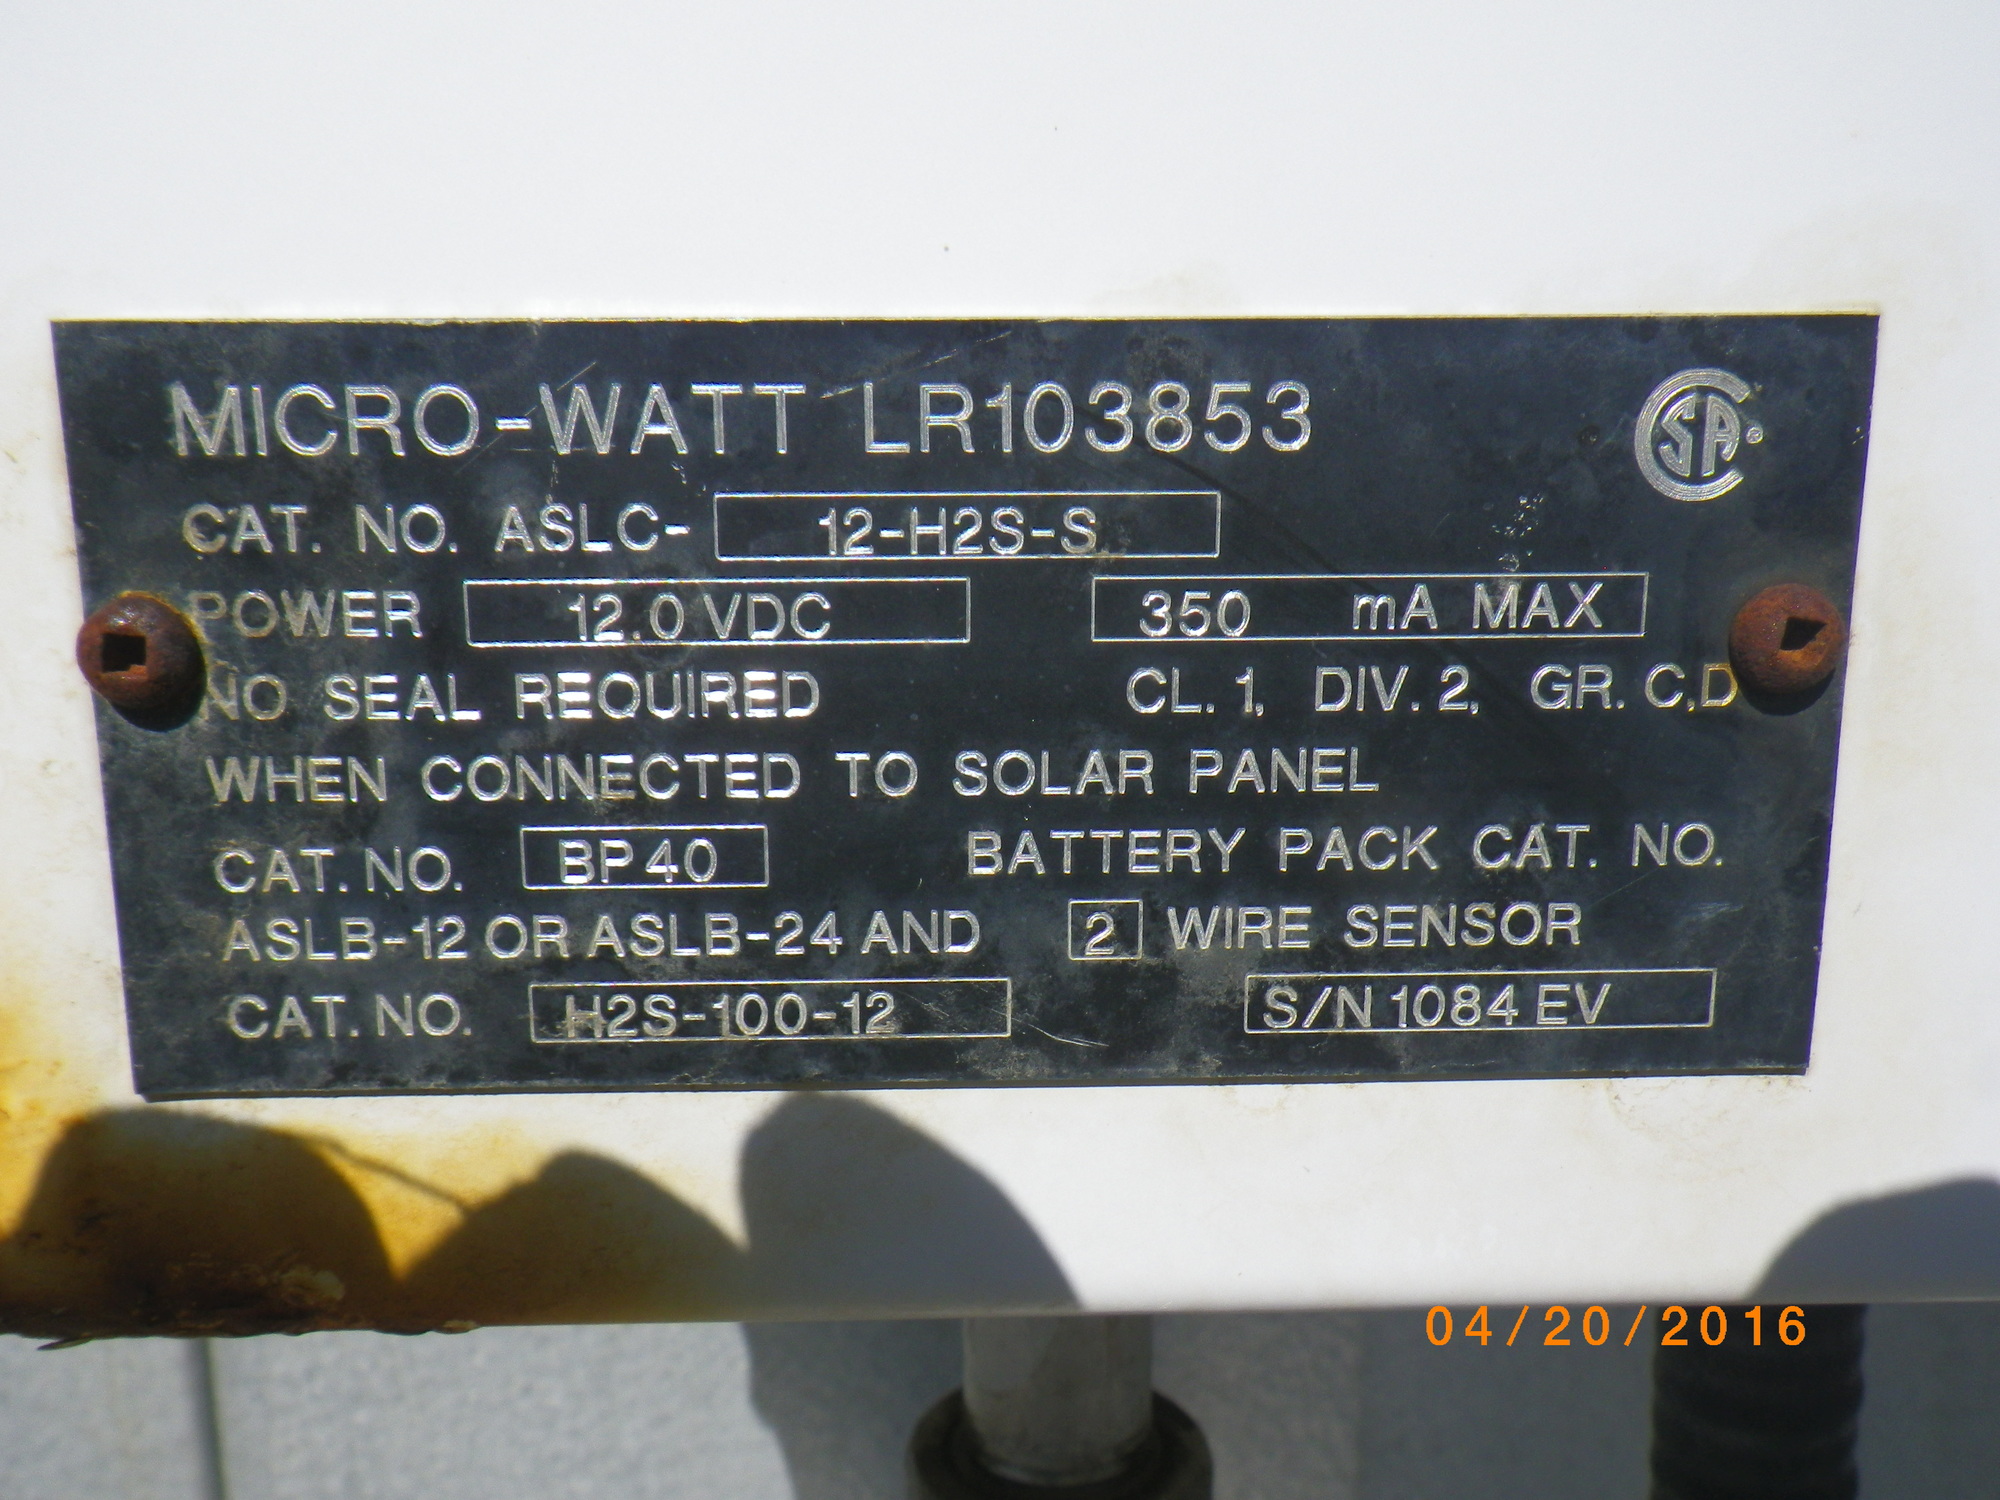 MICRO-WATT LR103853
CSA®
CAT. NO. ASLC- 12-H2S-S
POWER 12.0 VDC 350 mA MAX
NO SEAL REQUIRED CL. 1, DIV. 2, GR. C,D
WHEN CONNECTED TO SOLAR PANEL
CAT. NO. BP40 BATTERY PACK CAT. NO.
ASLB-12 OR ASLB-24 AND 2 WIRE SENSOR
CAT. NO. H2S-100-12 S/N 1084 EV
04/20/2016